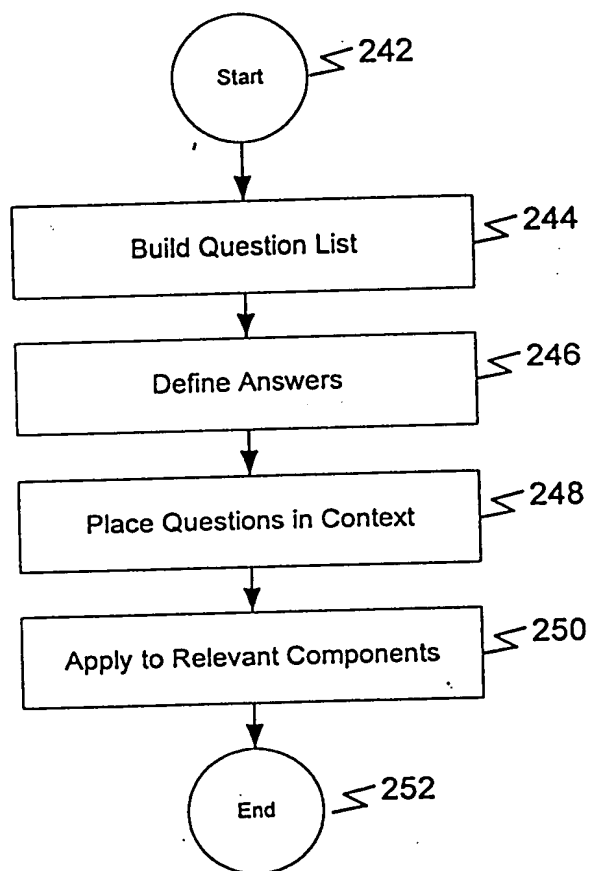 Start
242
Build Question List
244
Define Answers
246
Place Questions in Context
248
Apply to Relevant Components
250
End
252